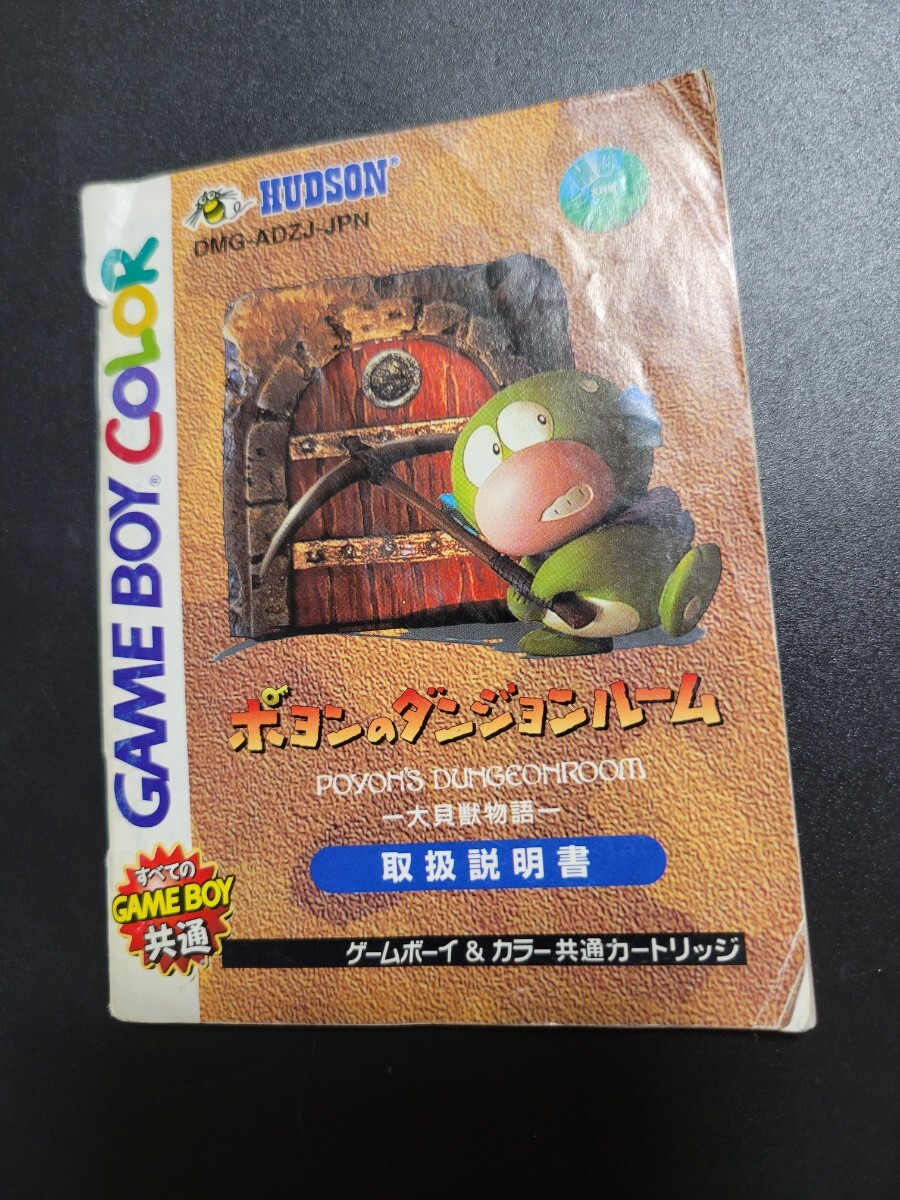 HUDSON®
DMG-ADZJ-JPN
GAME BOY® COLOR
ポヨンのダンジョンルーム
POYON'S DUNGEONROOM
ー大貝獣物語ー
取扱説明書
すべての
GAME BOY
共通
ゲームボーイ & カラー共通カートリッジ